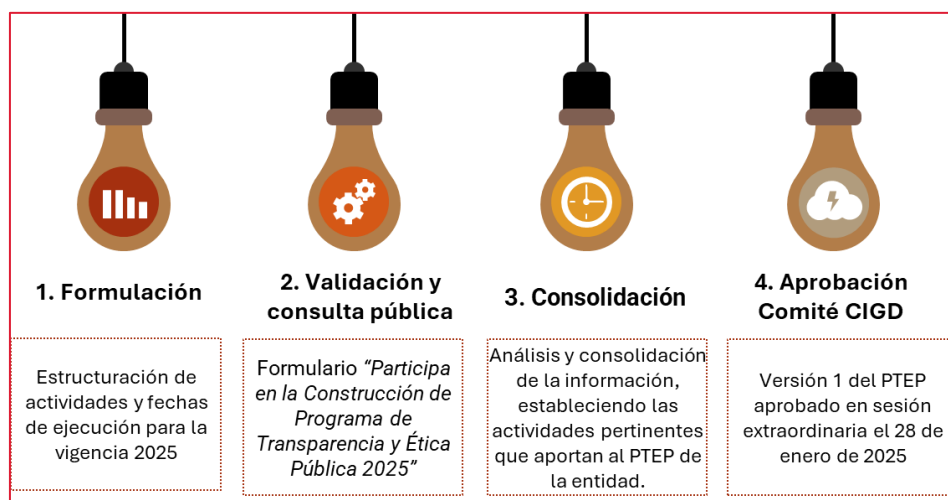 1. Formulación
Estructuración de
actividades y fechas
de ejecución para la
vigencia 2025
2. Validación y
consulta pública
Formulario “Participa
en la Construcción de
Programa de
Transparencia y Ética
Pública 2025”
3. Consolidación
Análisis y consolidación
de la información,
estableciendo las
actividades pertinentes
que aportan al PTEP de
la entidad.
4. Aprobación
Comité CIGD
Versión 1 del PTEP
aprobado en sesión
extraordinaria el 28 de
enero de 2025